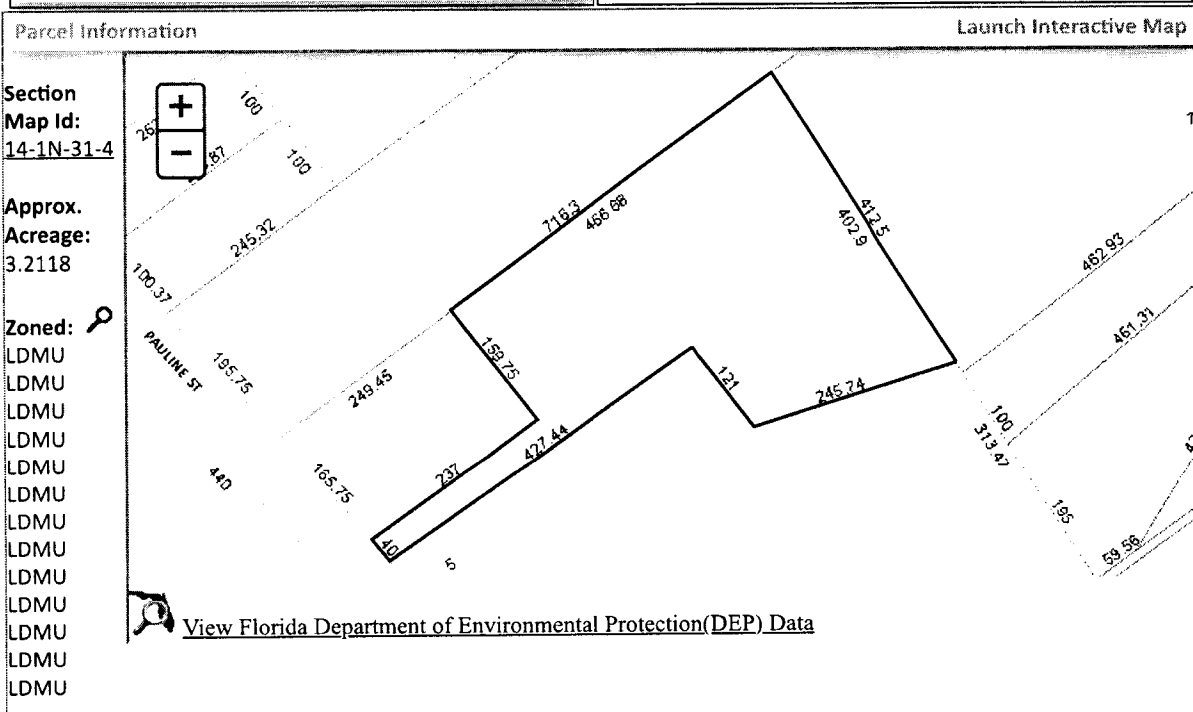 Parcel Information
Launch Interactive Map
Section
Map Id:
14-1N-31-4
Approx.
Acreage:
3.2118
Zoned:
LDMU
LDMU
LDMU
LDMU
LDMU
LDMU
LDMU
LDMU
LDMU
LDMU
LDMU
LDMU
LDMU
+
−
100
100
245.32
100.37
PAULINE ST
195.75
249.45
440
165.75
716.3
466.68
159.75
237
427.44
40
5
121
245.74
412.5
402.9
462.93
461.31
100
313.47
195
59.56
View Florida Department of Environmental Protection(DEP) Data